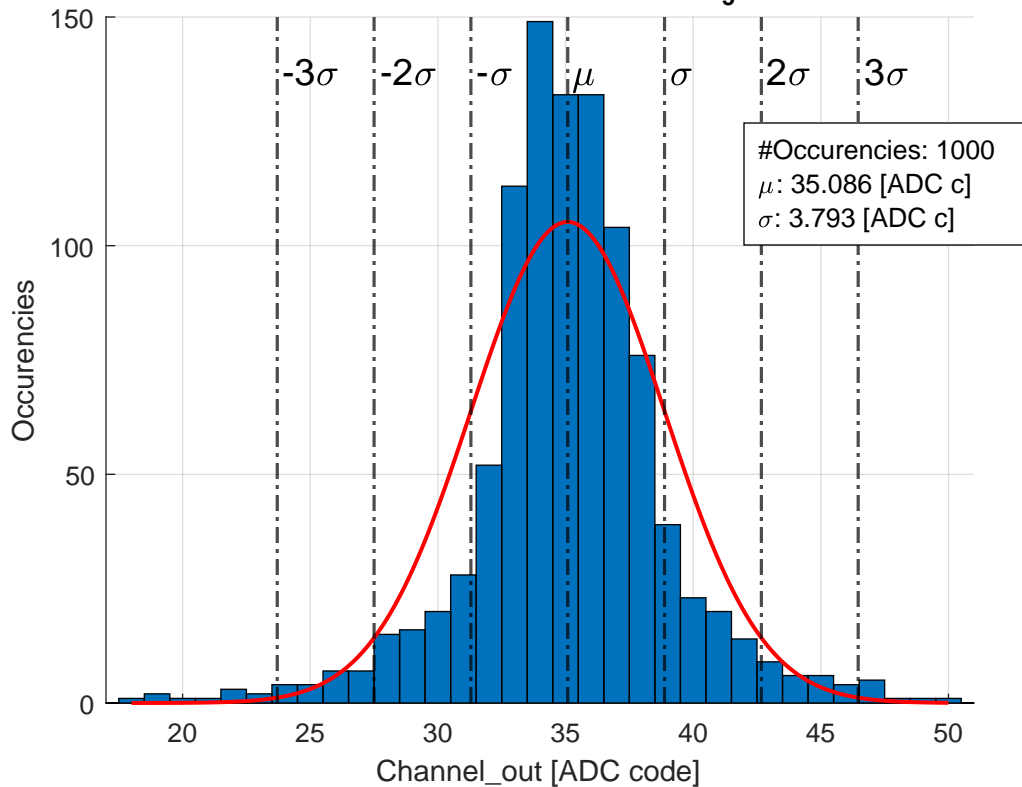 150
-3σ -2σ -σ μ σ 2σ 3σ
#Occurencies: 1000
μ: 35.086 [ADC c]
σ: 3.793 [ADC c]
100
50
0
Occurencies
20 25 30 35 40 45 50
Channel_out [ADC code]